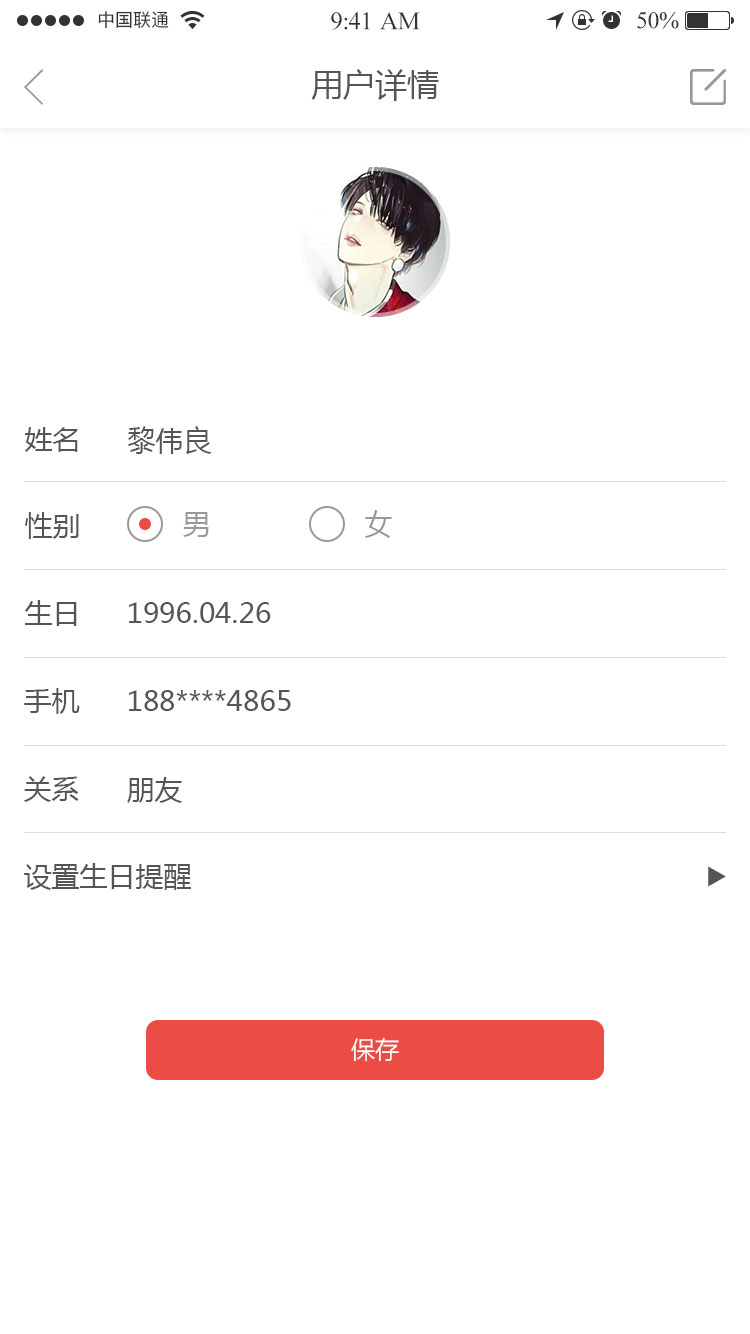 中国联通 9:41 AM 50%
用户详情
姓名 黎伟良
性别 男 女
生日 1996.04.26
手机 188****4865
关系 朋友
设置生日提醒
保存